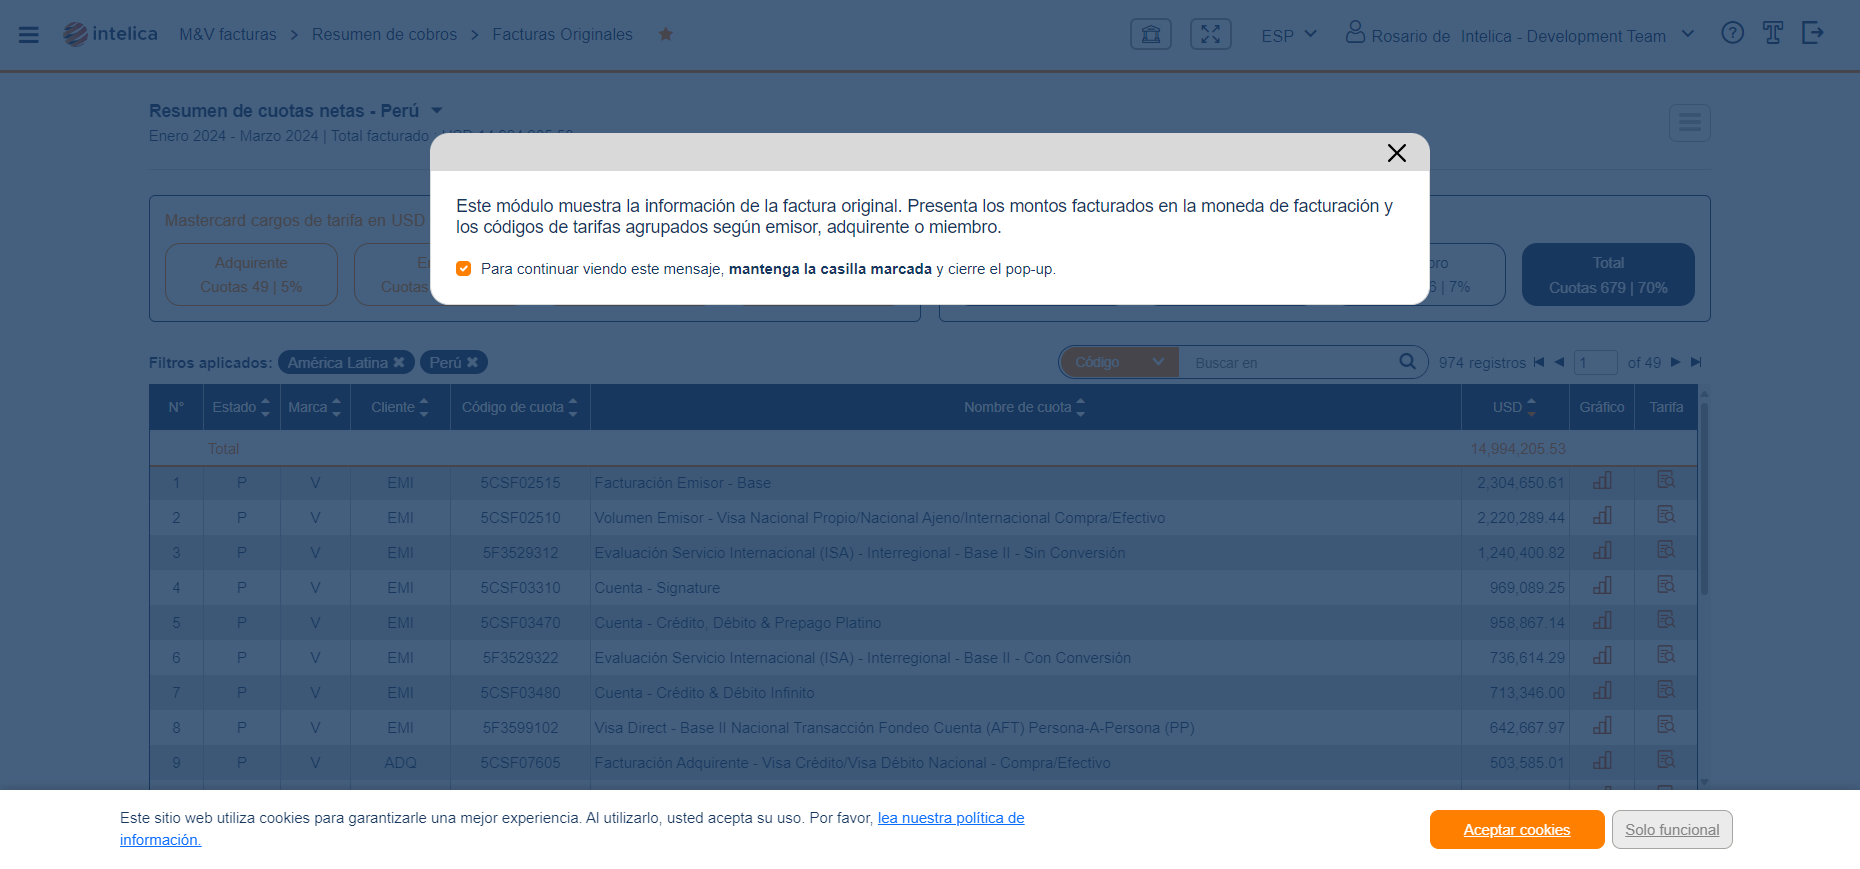 intelica M&V facturas > Resumen de cobros > Facturas Originales ESP Rosario de Intelica - Development Team
Resumen de cuotas netas - Perú
Enero 2024 - Marzo 2024 | Total facturado - USD 14,994,205.53
Este módulo muestra la información de la factura original. Presenta los montos facturados en la moneda de facturación y
los códigos de tarifas agrupados según emisor, adquirente o miembro.
Para continuar viendo este mensaje, mantenga la casilla marcada y cierre el pop-up.
Mastercard cargos de tarifa en USD
Adquirente
Cuotas 49 | 5%
Cuotas
| 7%
Total
Cuotas 679 | 70%
Filtros aplicados: América Latina Perú Código Buscar en 974 registros 1 of 49
N° Estado Marca Cliente Código de cuota Nombre de cuota USD Gráfico Tarifa
Total 14,994,205.53
1 P V EMI 5CSF02515 Facturación Emisor - Base 2,304,650.61
2 P V EMI 5CSF02510 Volumen Emisor - Visa Nacional Propio/Nacional Ajeno/Internacional Compra/Efectivo 2,220,289.44
3 P V EMI 5F3529312 Evaluación Servicio Internacional (ISA) - Interregional - Base II - Sin Conversión 1,240,400.82
4 P V EMI 5CSF03310 Cuenta - Signature 969,089.25
5 P V EMI 5CSF03470 Cuenta - Crédito, Débito & Prepago Platino 958,867.14
6 P V EMI 5F3529322 Evaluación Servicio Internacional (ISA) - Interregional - Base II - Con Conversión 736,614.29
7 P V EMI 5CSF03480 Cuenta - Crédito & Débito Infinito 713,346.00
8 P V EMI 5F3599102 Visa Direct - Base II Nacional Transacción Fondeo Cuenta (AFT) Persona-A-Persona (PP) 642,667.97
9 P V ADQ 5CSF07605 Facturación Adquirente - Visa Crédito/Visa Débito Nacional - Compra/Efectivo 503,585.01
Este sitio web utiliza cookies para garantizarle una mejor experiencia. Al utilizarlo, usted acepta su uso. Por favor, lea nuestra política de
información.
Aceptar cookies Solo funcional